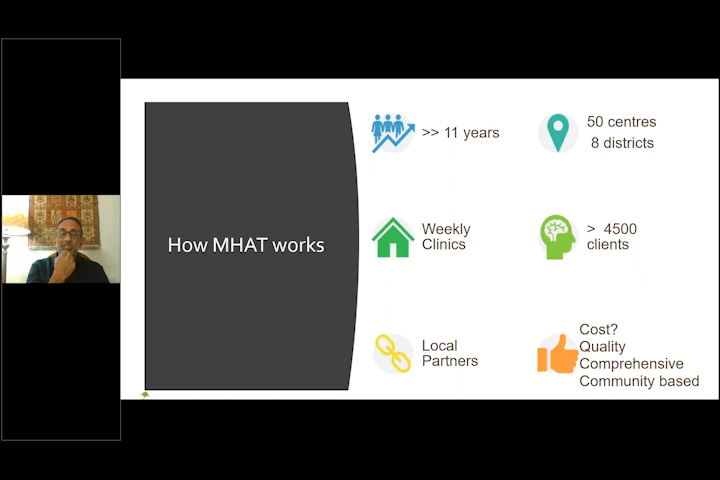 How MHAT works
>> 11 years
50 centres
8 districts
Weekly
Clinics
> 4500
clients
Local
Partners
Cost?
Quality
Comprehensive
Community based